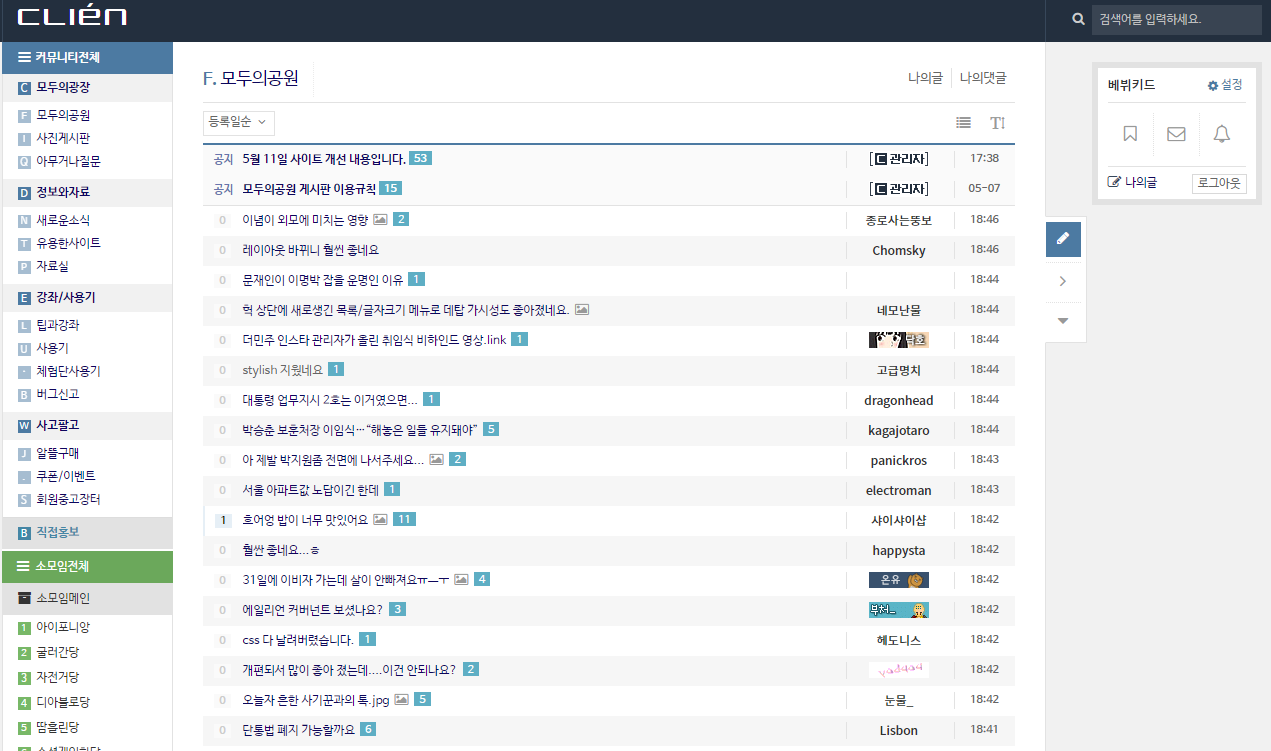 CLIÉN
검색어를 입력하세요.
커뮤니티전체
C 모두의광장
F 모두의공원
I 사진게시판
Q 아무거나질문
D 정보와자료
N 새로운소식
T 유용한사이트
P 자료실
E 강좌/사용기
L 팁과강좌
U 사용기
· 체험단사용기
B 버그신고
W 사고팔고
J 알뜰구매
. 쿠폰/이벤트
S 회원중고장터
B 직접홍보
소모임전체
소모임메인
1 아이포니앙
2 굴러간당
3 자전거당
4 디아블로당
5 땀흘린당
F. 모두의공원
나의글 나의댓글
등록일순
공지 5월 11일 사이트 개선 내용입니다. 53 [C 관리자] 17:38
공지 모두의공원 게시판 이용규칙 15 [C 관리자] 05-07
0 이념이 외모에 미치는 영향 2 종로사는뚱보 18:46
0 레이아웃 바뀌니 훨씬 좋네요 Chomsky 18:46
0 문재인이 이명박 잡을 운명인 이유 1 18:44
0 헉 상단에 새로생긴 목록/글자크기 메뉴로 데탑 가시성도 좋아졌네요. 네모난물 18:44
0 더민주 인스타 관리자가 올린 취임식 비하인드 영상.link 1 18:44
0 stylish 지웠네요 1 고급명치 18:44
0 대통령 업무지시 2호는 이거였으면... 1 dragonhead 18:44
0 박승춘 보훈처장 이임식…“해놓은 일들 유지돼야” 5 kagajotaro 18:44
0 아 제발 박지원좀 전면에 나서주세요... 2 panickros 18:43
0 서울 아파트값 노답이긴 한데 1 electroman 18:43
1 흐어엉 밥이 너무 맛있어요 11 샤이샤이샵 18:42
0 훨싼 좋네요...ㅎ happysta 18:42
0 31일에 이비자 가는데 살이 안빠져요ㅠㅡㅜ 4 온유 18:42
0 에일리언 커버넌트 보셨나요? 3 부처_ 18:42
0 css 다 날려버렸습니다. 1 헤도니스 18:42
0 개편되서 많이 좋아 졌는데....이건 안되나요? 2 18:42
0 오늘자 흔한 사기꾼과의 톡.jpg 5 눈물_ 18:42
0 단통법 폐지 가능할까요 6 Lisbon 18:41
베뷔키드 설정
나의글 로그아웃